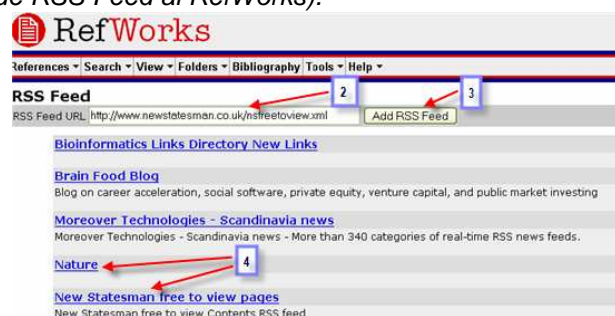 de RSS Feed al RefWorks).
RefWorks
References Search View Folders Bibliography Tools Help
RSS Feed
2
3
RSS Feed URL http://www.newstatesman.co.uk/nsfreetoview.xml Add RSS Feed
Bioinformatics Links Directory New Links
Brain Food Blog
Blog on career acceleration, social software, private equity, venture capital, and public market investing
Moreover Technologies - Scandinavia news
Moreover Technologies - Scandinavia news - More than 340 categories of real-time RSS news feeds.
Nature
4
New Statesman free to view pages
New Statesman free to view Contents RSS feed